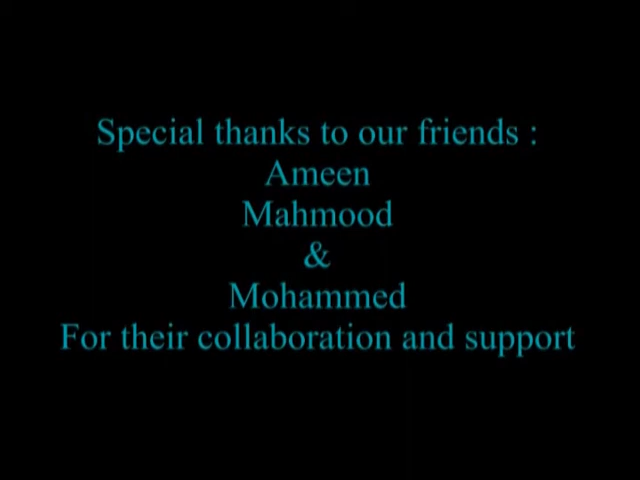 Special thanks to our friends :
Ameen
Mahmood
&
Mohammed
For their collaboration and support